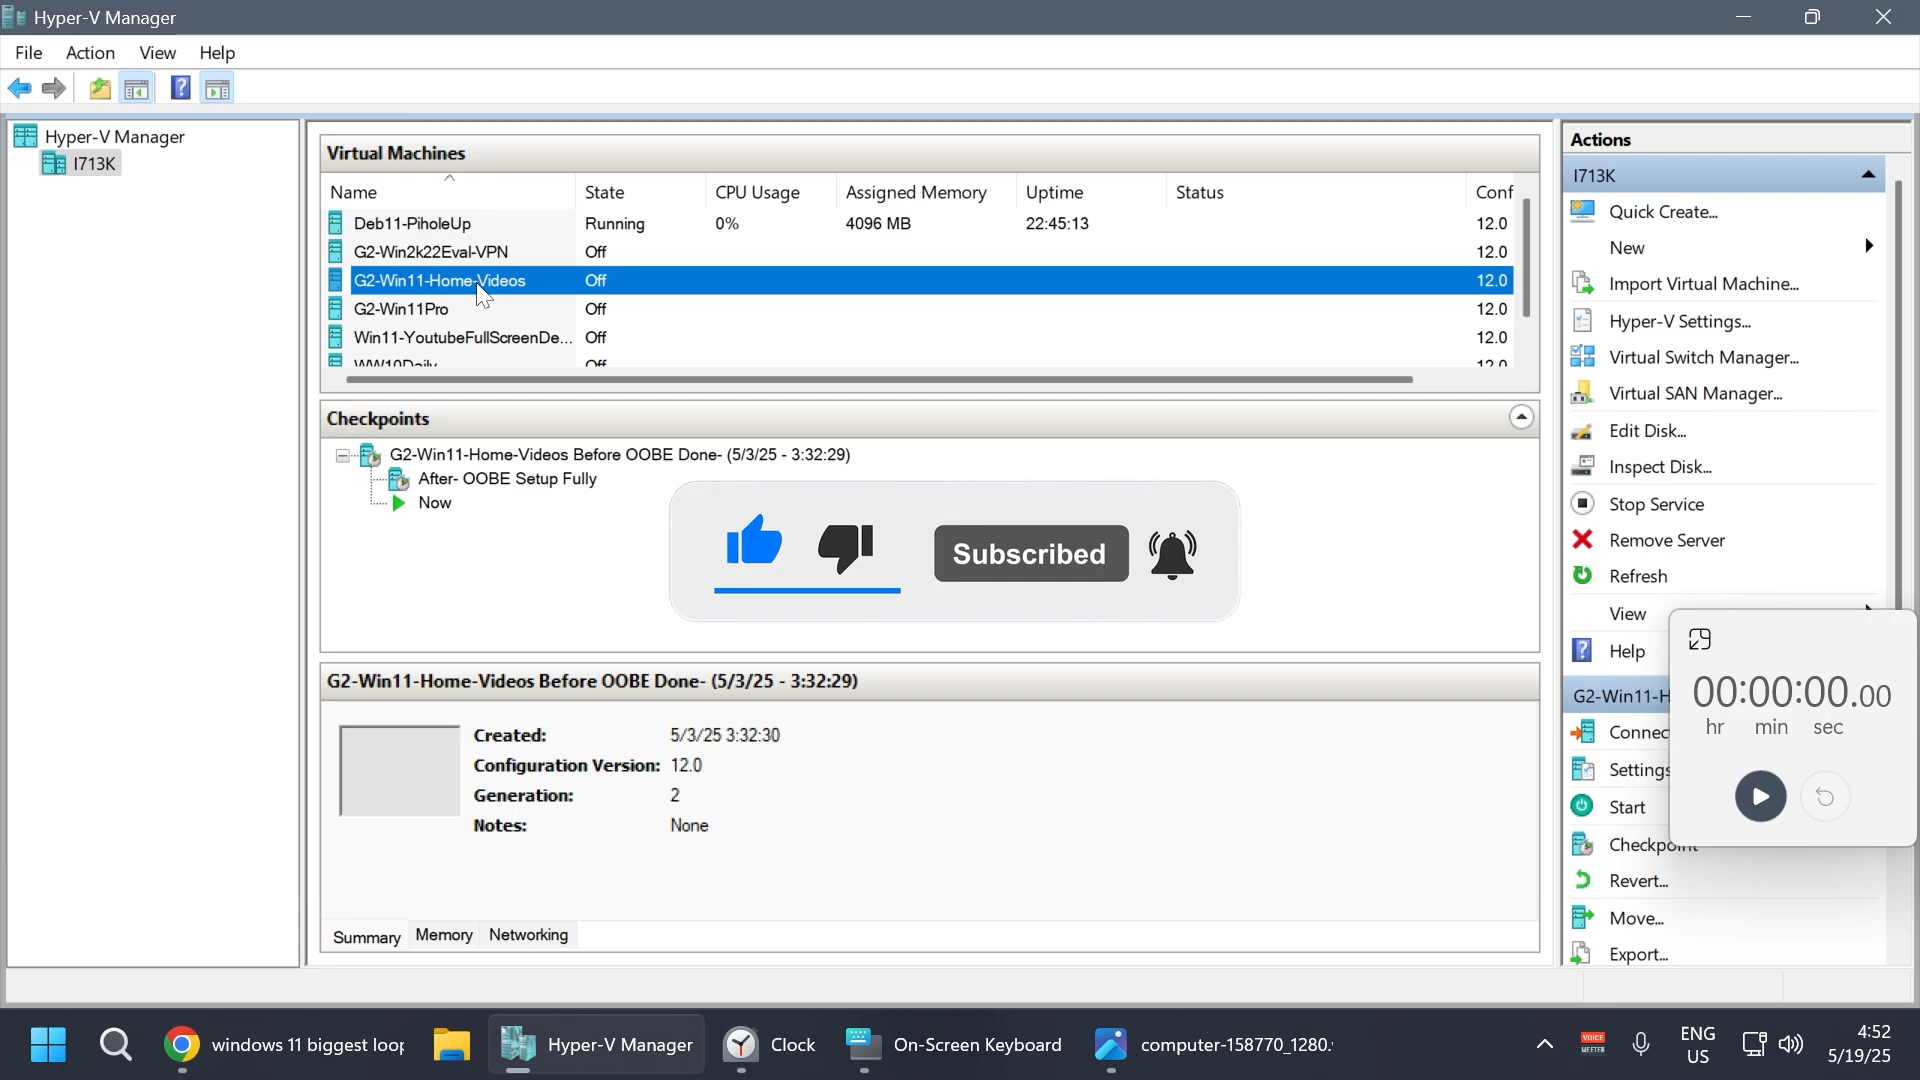 Hyper-V Manager
File Action View Help
Hyper-V Manager
I713K
Virtual Machines
Name State CPU Usage Assigned Memory Uptime Status Conf
Deb11-PiholeUp Running 0% 4096 MB 22:45:13 12.0
G2-Win2k22Eval-VPN Off 12.0
G2-Win11-Home-Videos Off 12.0
G2-Win11Pro Off 12.0
Win11-YoutubeFullScreenDe... Off 12.0
WW10Daily Off 12.0
Checkpoints
G2-Win11-Home-Videos Before OOBE Done- (5/3/25 - 3:32:29)
After- OOBE Setup Fully
Now
Subscribed
G2-Win11-Home-Videos Before OOBE Done- (5/3/25 - 3:32:29)
Created: 5/3/25 3:32:30
Configuration Version: 12.0
Generation: 2
Notes: None
Summary Memory Networking
Actions
I713K
Quick Create...
New
Import Virtual Machine...
Hyper-V Settings...
Virtual Switch Manager...
Virtual SAN Manager...
Edit Disk...
Inspect Disk...
Stop Service
Remove Server
Refresh
View
Help
G2-Win11-H
Connec
Settings
Start
Checkpoint
Revert...
Move...
Export...
00:00:00.00
hr min sec
windows 11 biggest loop
Hyper-V Manager
Clock
On-Screen Keyboard
computer-158770_1280.
VOICE
MEETER
ENG
US
4:52
5/19/25